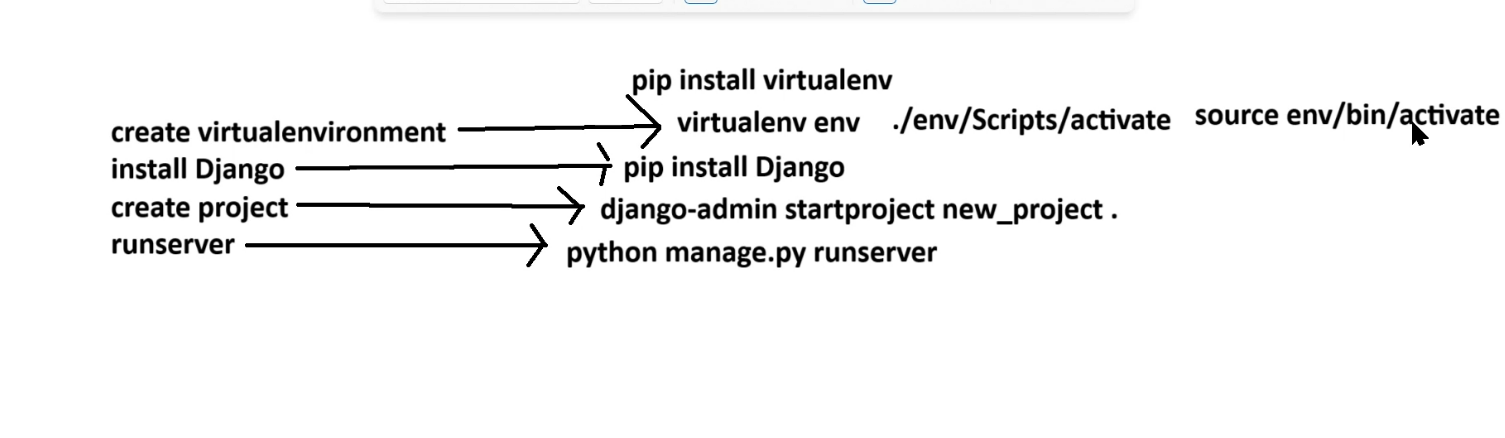 pip install virtualenv
create virtualenvironment virtualenv env ./env/Scripts/activate source env/bin/activate
install Django pip install Django
create project django-admin startproject new_project .
runserver python manage.py runserver